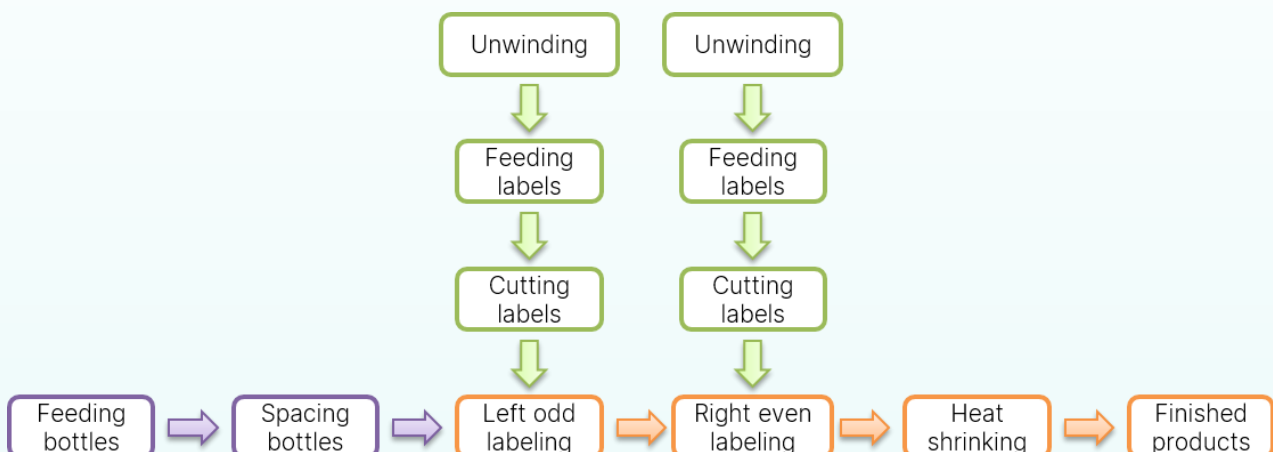 Unwinding
Unwinding
Feeding
labels
Feeding
labels
Cutting
labels
Cutting
labels
Feeding
bottles
Spacing
bottles
Left odd
labeling
Right even
labeling
Heat
shrinking
Finished
products